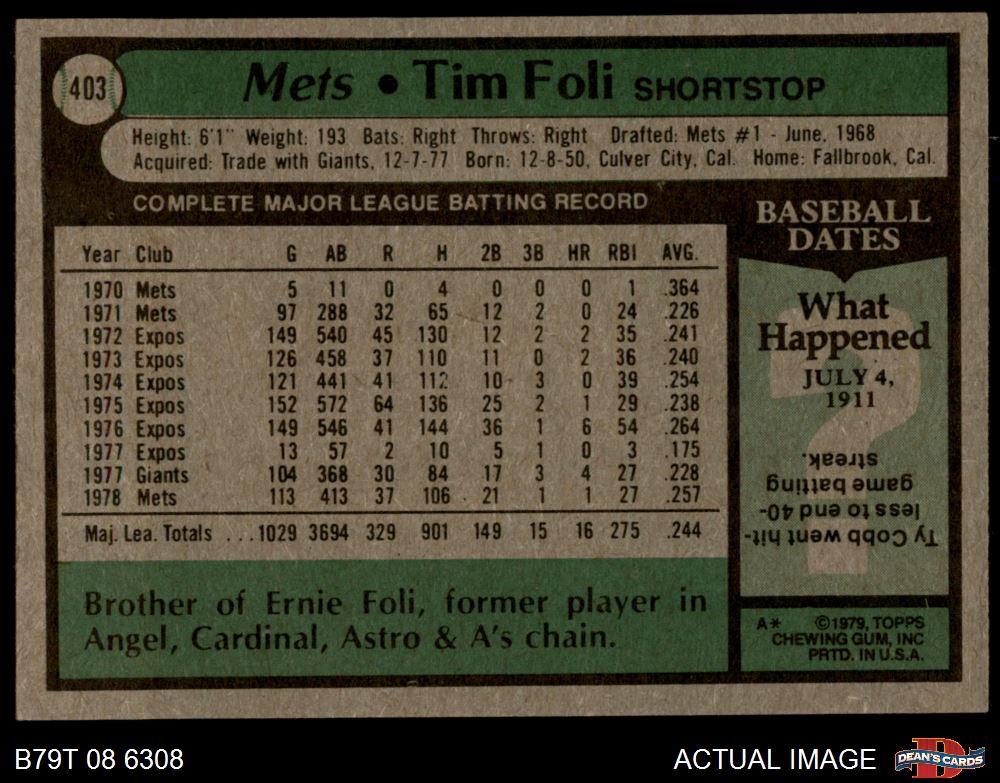 403
Mets • Tim Foli SHORTSTOP
Height: 6'1" Weight: 193 Bats: Right Throws: Right Drafted: Mets #1 - June, 1968
Acquired: Trade with Giants, 12-7-77 Born: 12-8-50, Culver City, Cal. Home: Fallbrook, Cal.
COMPLETE MAJOR LEAGUE BATTING RECORD
Year Club G AB R H 2B 3B HR RBI AVG.
1970 Mets 5 11 0 4 0 0 0 1 .364
1971 Mets 97 288 32 65 12 2 0 24 .226
1972 Expos 149 540 45 130 12 2 2 35 .241
1973 Expos 126 458 37 110 11 0 2 36 .240
1974 Expos 121 441 41 112 10 3 0 39 .254
1975 Expos 152 572 64 136 25 2 1 29 .238
1976 Expos 149 546 41 144 36 1 6 54 .264
1977 Expos 13 57 2 10 5 1 0 3 .175
1977 Giants 104 368 30 84 17 3 4 27 .228
1978 Mets 113 413 37 106 21 1 1 27 .257
Maj. Lea. Totals ...1029 3694 329 901 149 15 16 275 .244
Brother of Ernie Foli, former player in
Angel, Cardinal, Astro & A's chain.
BASEBALL
DATES
What
Happened
JULY 4,
1911
?
Ty Cobb went hit-
less to end 40-
game batting
streak.
A* ©1979, TOPPS
CHEWING GUM, INC
PRTD. IN U.S.A.
B79T 08 6308
ACTUAL IMAGE
D
DEAN'S CARDS